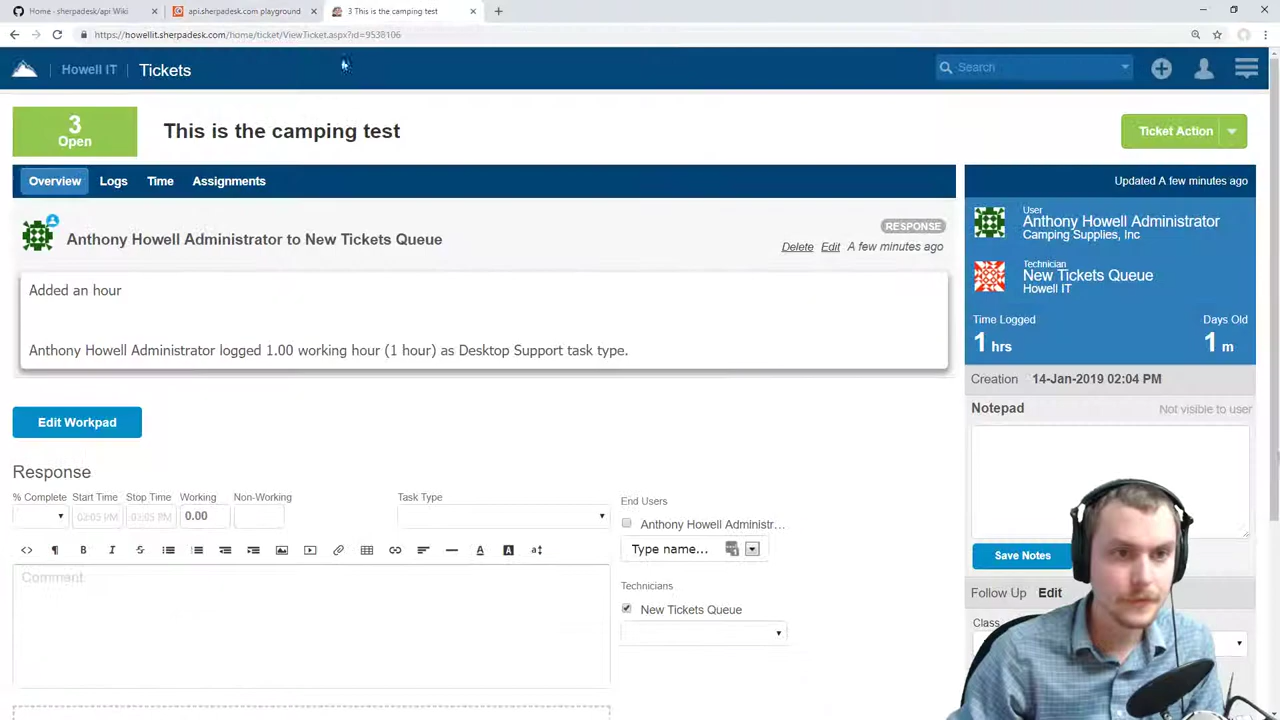 Home · sherpadesk/api Wiki
api.sherpadesk.com playground
3 This is the camping test
https://howellit.sherpadesk.com/home/ticket/ViewTicket.aspx?id=9538106
Howell IT
Tickets
Search
3
Open
This is the camping test
Ticket Action
Overview
Logs
Time
Assignments
Updated A few minutes ago
Anthony Howell Administrator to New Tickets Queue
RESPONSE
Delete
Edit
A few minutes ago
User
Anthony Howell Administrator
Camping Supplies, Inc
Technician
New Tickets Queue
Howell IT
Added an hour
Anthony Howell Administrator logged 1.00 working hour (1 hour) as Desktop Support task type.
Time Logged
Days Old
1 hrs
1 m
Creation 14-Jan-2019 02:04 PM
Notepad
Not visible to user
Edit Workpad
Response
% Complete
Start Time
Stop Time
Working
Non-Working
Task Type
02:05 PM
02:05 PM
0.00
End Users
Anthony Howell Administr...
Type name...
Technicians
New Tickets Queue
Comment
Save Notes
Follow Up Edit
Class